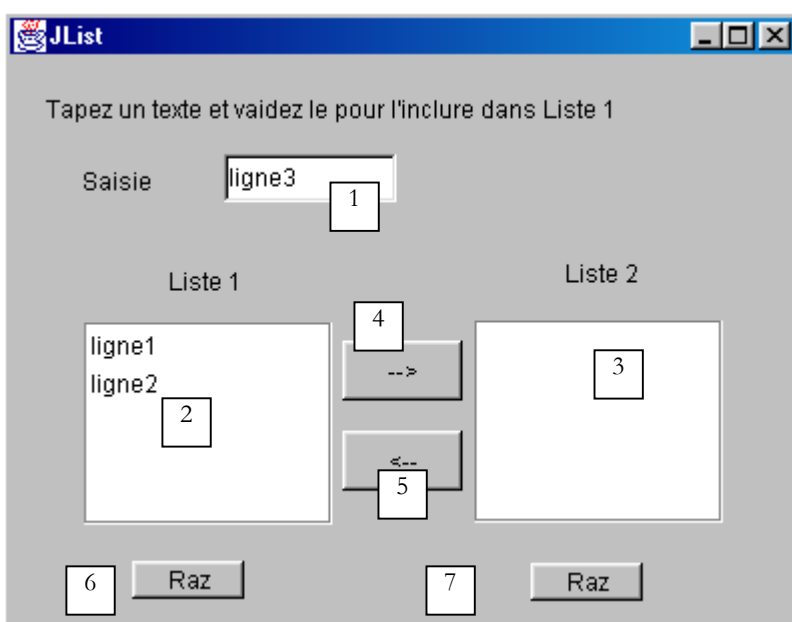 JList
Tapez un texte et vaidez le pour l'inclure dans Liste 1
Saisie
ligne3
1
Liste 1
Liste 2
4
ligne1
-->
3
ligne2
2
<--
5
6
Raz
7
Raz